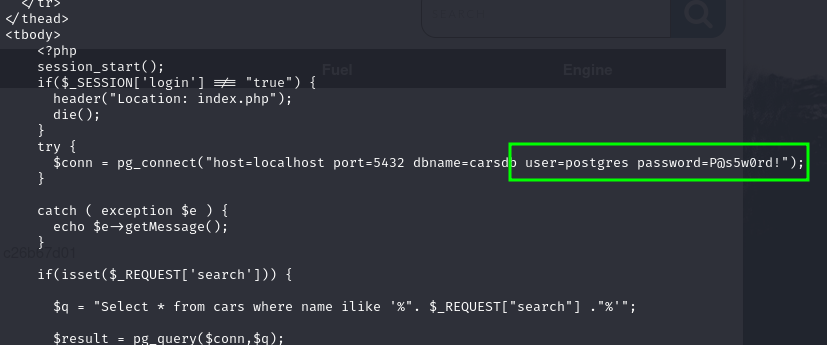 </tr>
</thead>
<tbody>
<?php
session_start();
if($_SESSION['login'] !== "true") {
header("Location: index.php");
die();
}
try {
$conn = pg_connect("host=localhost port=5432 dbname=carsdb user=postgres password=P@s5w0rd!");
}
catch ( exception $e ) {
echo $e->getMessage();
}
if(isset($_REQUEST['search'])) {
$q = "Select * from cars where name ilike '%". $_REQUEST["search"] ."%'";
$result = pg_query($conn,$q);
Fuel
Engine